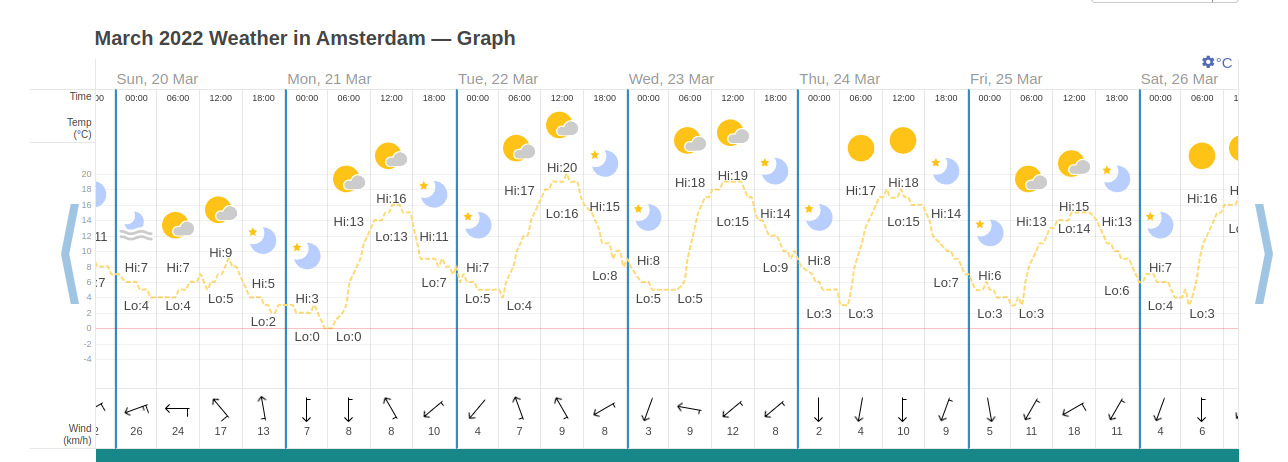 March 2022 Weather in Amsterdam — Graph
°C
Sun, 20 Mar Mon, 21 Mar Tue, 22 Mar Wed, 23 Mar Thu, 24 Mar Fri, 25 Mar Sat, 26 Mar
Time 00:00 06:00 12:00 18:00 00:00 06:00 12:00 18:00 00:00 06:00 12:00 18:00 00:00 06:00 12:00 18:00 00:00 06:00 12:00 18:00 00:00 06:00 12:00 18:00 00:00 06:00
Temp
(°C)
Hi:20
20 Hi:19
18 Hi:17 Hi:18 Hi:17 Hi:18
16 Hi:16 Hi:15 Hi:15 Hi:16
14 Lo:16 Hi:14 Hi:14 Hi:13 Hi:13
12 Hi:13 Lo:15 Lo:15 Lo:14
11 Lo:13 Hi:11
10 Hi:9
8 Hi:7 Hi:7 Hi:7 Hi:8 Lo:9 Hi:8 Hi:7
6 :7 Hi:5 Lo:7 Lo:8 Lo:7 Hi:6 Lo:6
4 Lo:4 Lo:4 Lo:5 Hi:3 Lo:5 Lo:4 Lo:5 Lo:5 Lo:4
2 Lo:2 Lo:3 Lo:3 Lo:3 Lo:3 Lo:3
0 Lo:0 Lo:0
-2
-4
Wind
(km/h)
26 24 17 13 7 8 8 10 4 7 9 8 3 9 12 8 2 4 10 9 5 11 18 11 4 6